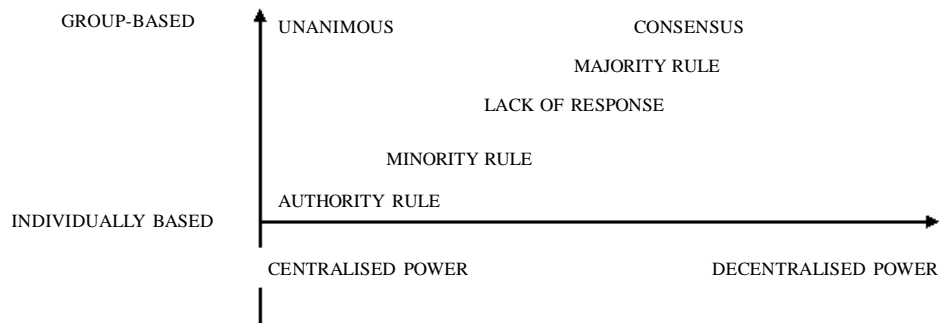 GROUP-BASED UNANIMOUS CONSENSUS
MAJORITY RULE
LACK OF RESPONSE
MINORITY RULE
AUTHORITY RULE
INDIVIDUALLY BASED
CENTRALISED POWER DECENTRALISED POWER